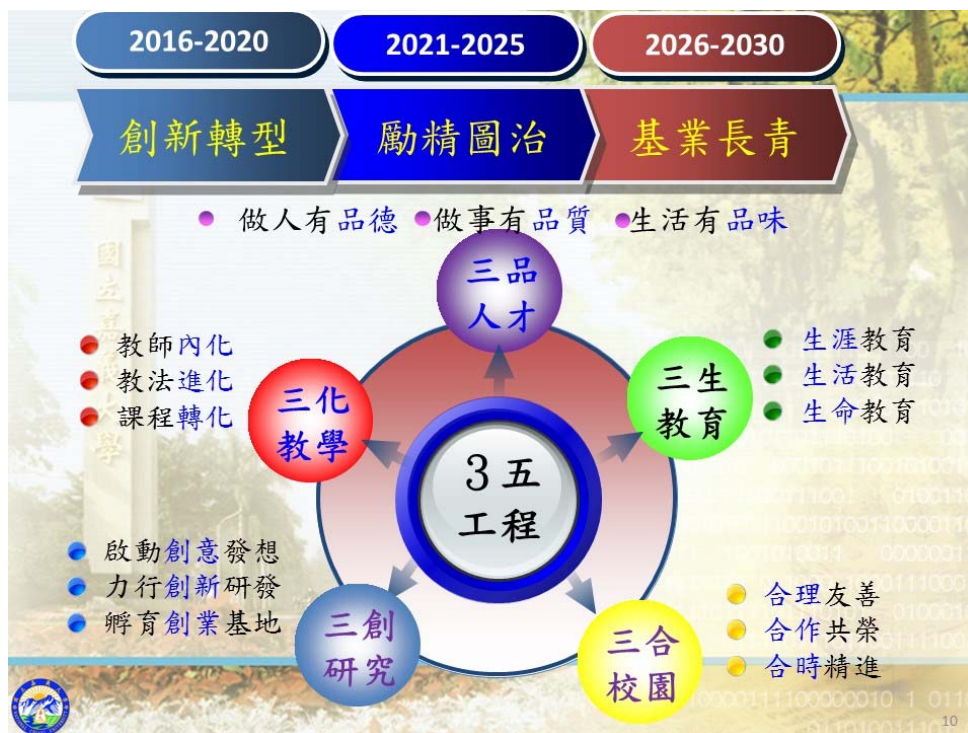 2016-2020
2021-2025
2026-2030
創新轉型
勵精圖治
基業長青
做人有品德
做事有品質
生活有品味
三品
人才
教師內化
教法進化
課程轉化
三化
教學
三生
教育
生涯教育
生活教育
生命教育
3五
工程
啟動創意發想
力行創新研發
孵育創業基地
三創
研究
三合
校園
合理友善
合作共榮
合時精進
10